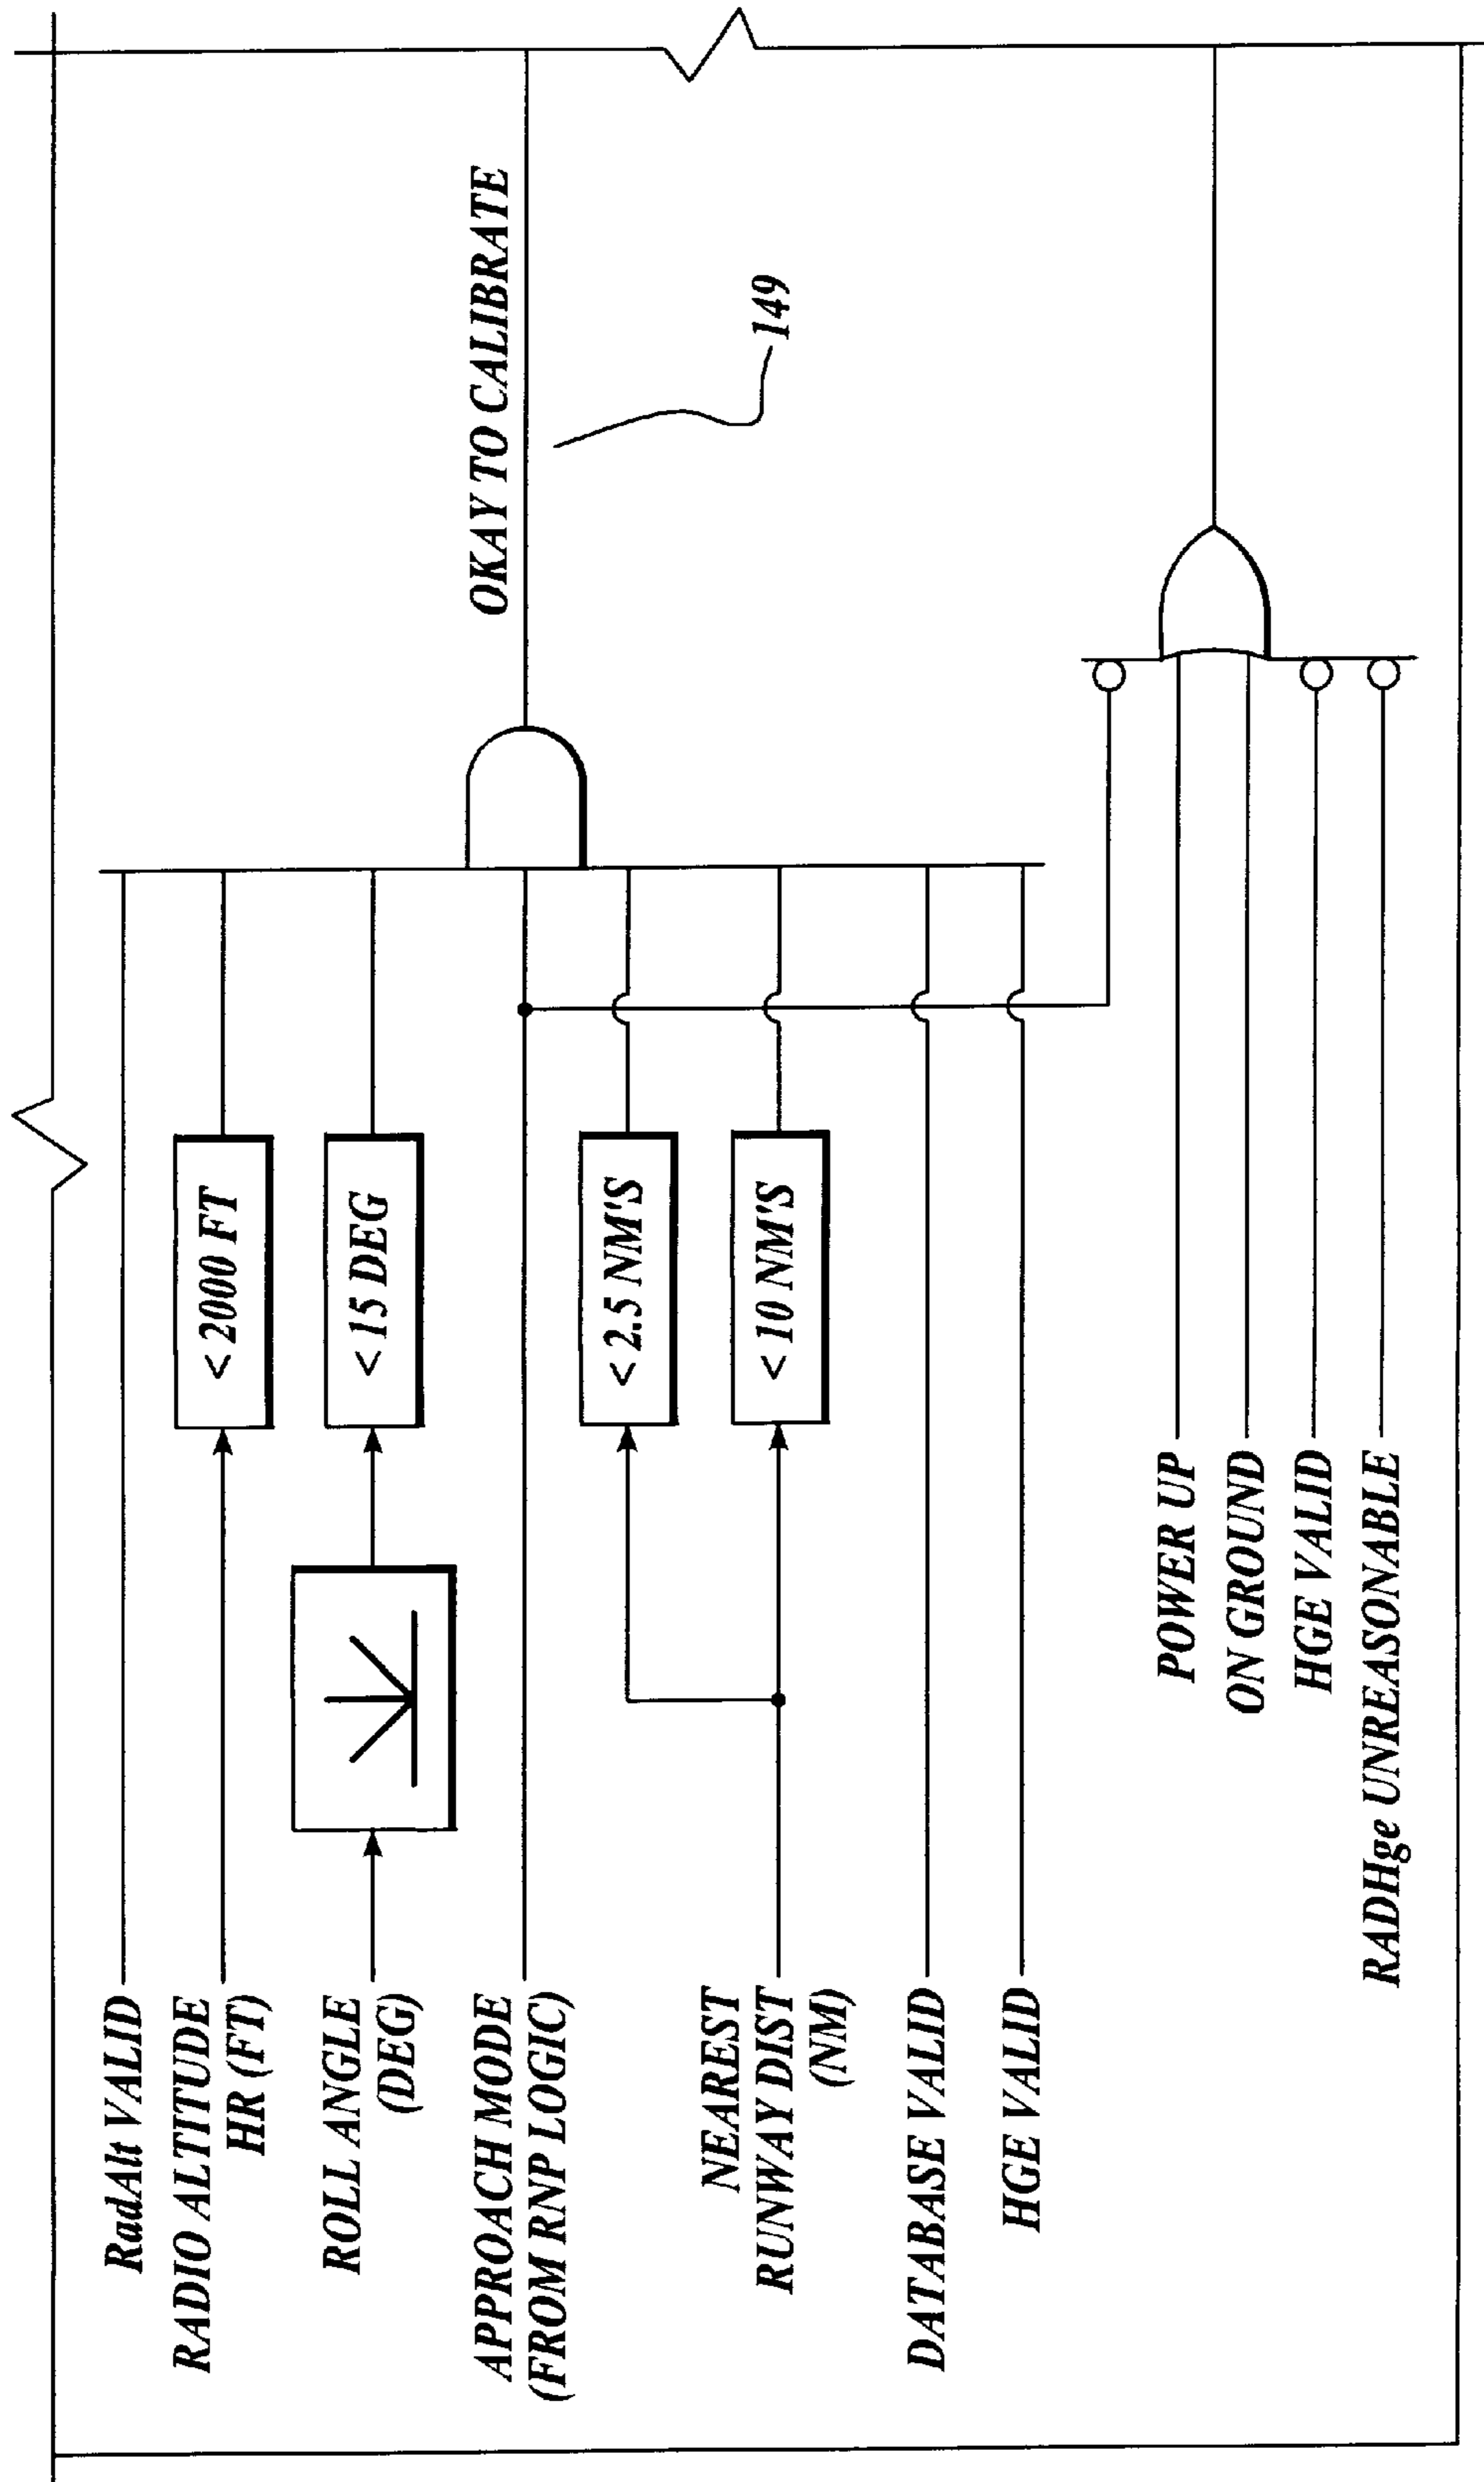 RadAlt VALID
RADIO ALTITUDE
HR (FT)
< 2000 FT
ROLL ANGLE
(DEG)
< 15 DEG
APPROACH MODE
(FROM RNP LOGIC)
OKAY TO CALIBRATE
149
< 2.5 NM'S
NEAREST
RUNWAY DIST
(NM)
< 10 NM'S
DATABASE VALID
HGE VALID
POWER UP
ON GROUND
HGE VALID
RADHge UNREASONABLE